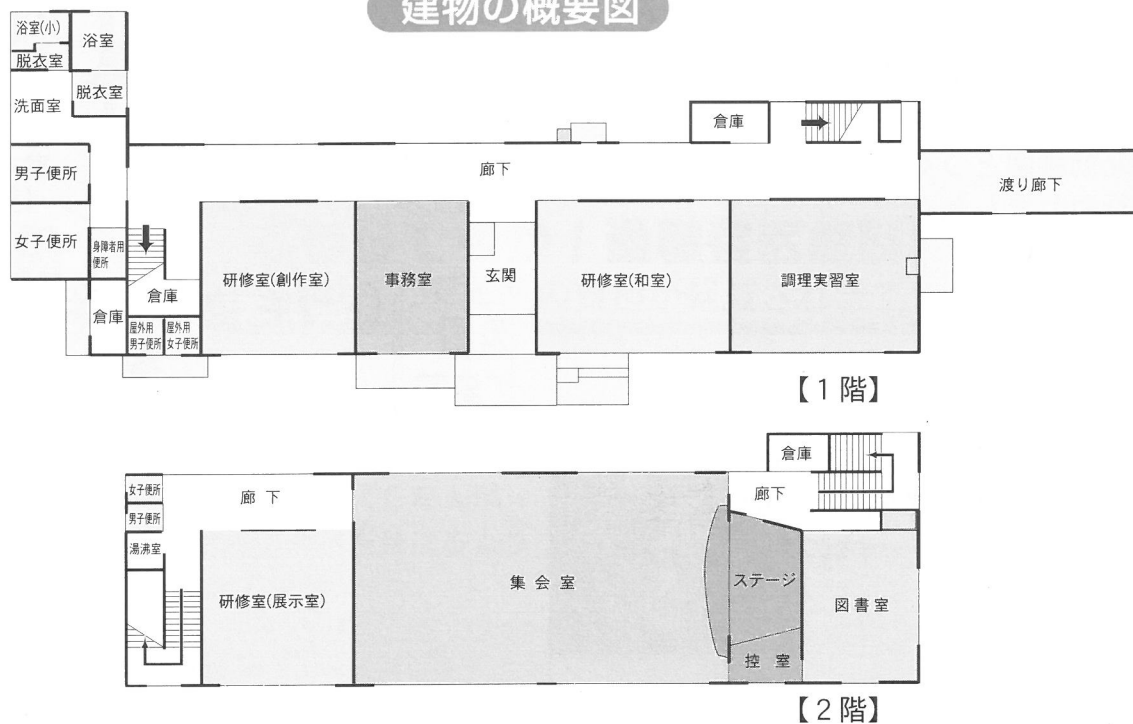 建物の概要図
浴室(小)
浴室
脱衣室
脱衣室
洗面室
倉庫
廊下
男子便所
渡り廊下
女子便所
身障者用
便所
研修室(創作室)
事務室
玄関
研修室(和室)
調理実習室
倉庫
倉庫
屋外用
男子便所
屋外用
女子便所
【1階】
倉庫
女子便所
廊下
廊下
男子便所
湯沸室
研修室(展示室)
集会室
ステージ
図書室
控室
【2階】